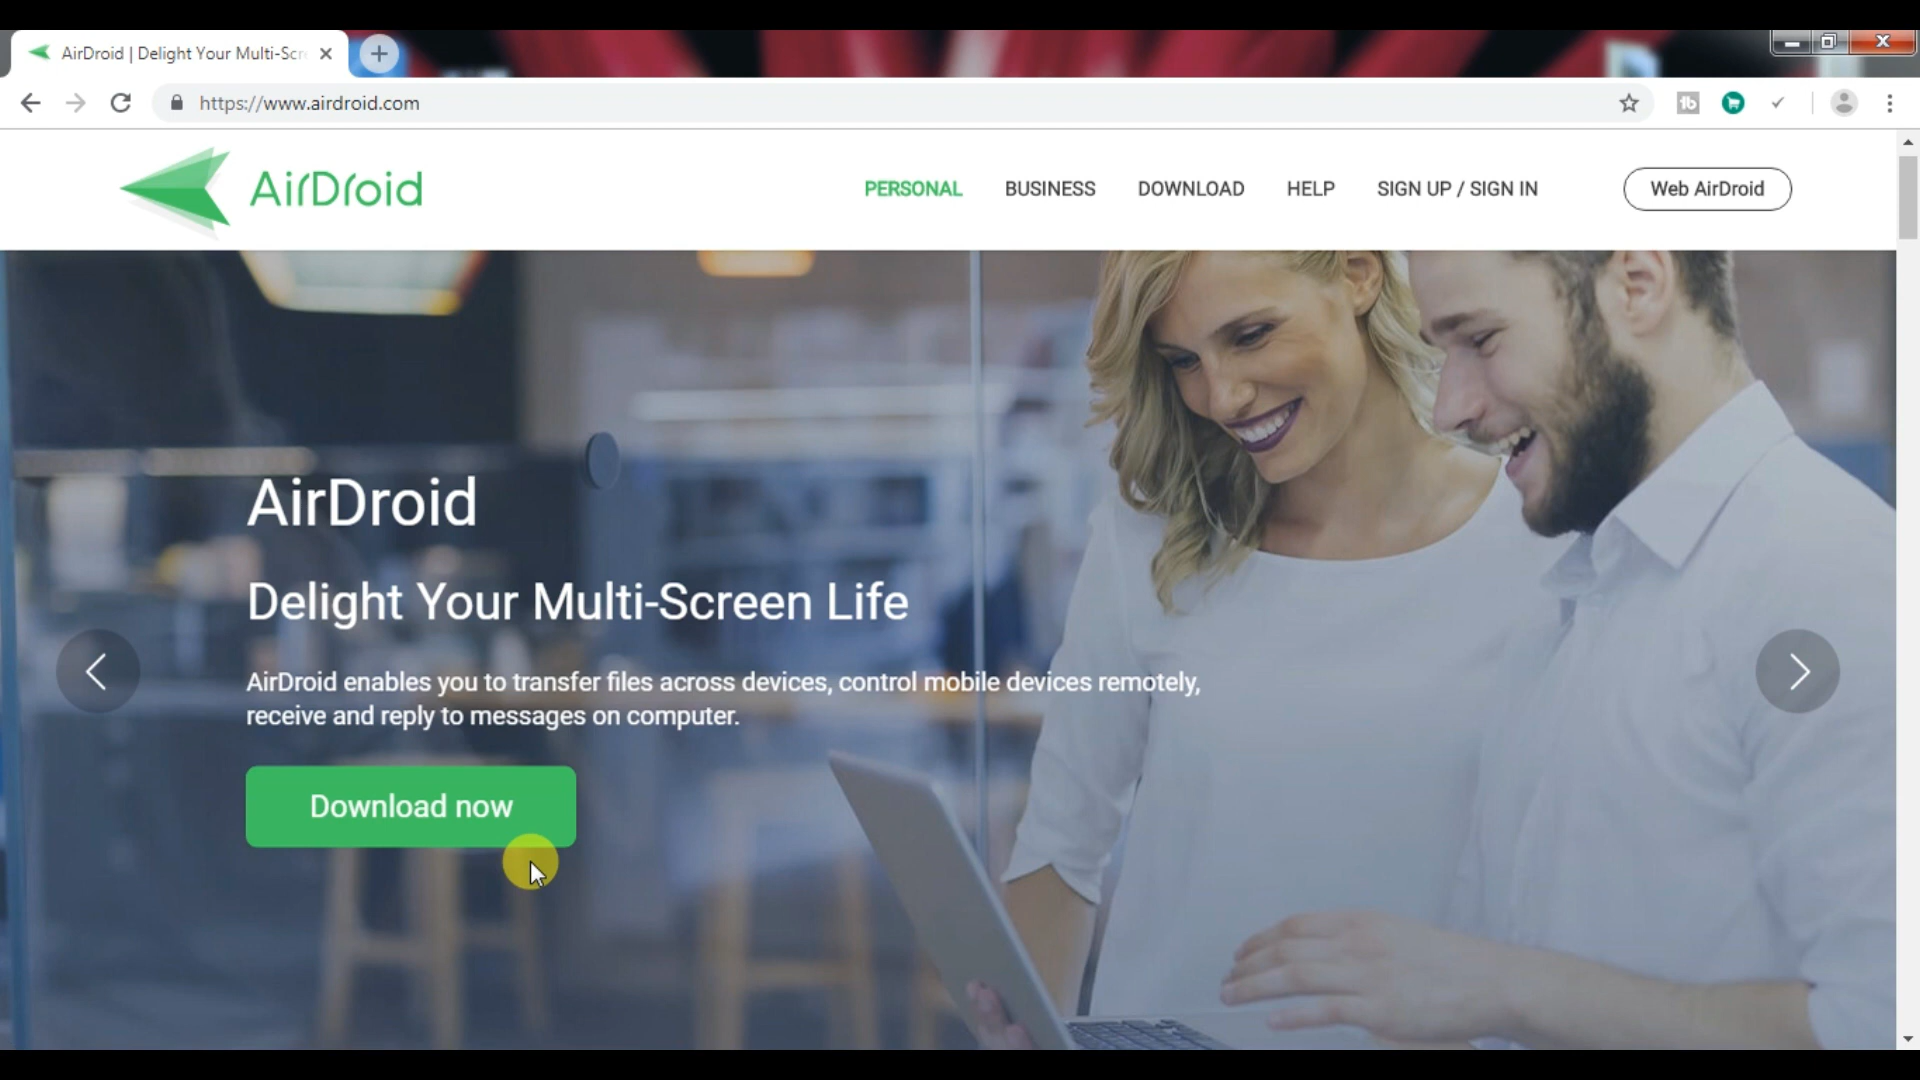 AirDroid | Delight Your Multi-Scr
https://www.airdroid.com
AirDroid
PERSONAL
BUSINESS
DOWNLOAD
HELP
SIGN UP / SIGN IN
Web AirDroid
AirDroid
Delight Your Multi-Screen Life
AirDroid enables you to transfer files across devices, control mobile devices remotely,
receive and reply to messages on computer.
Download now